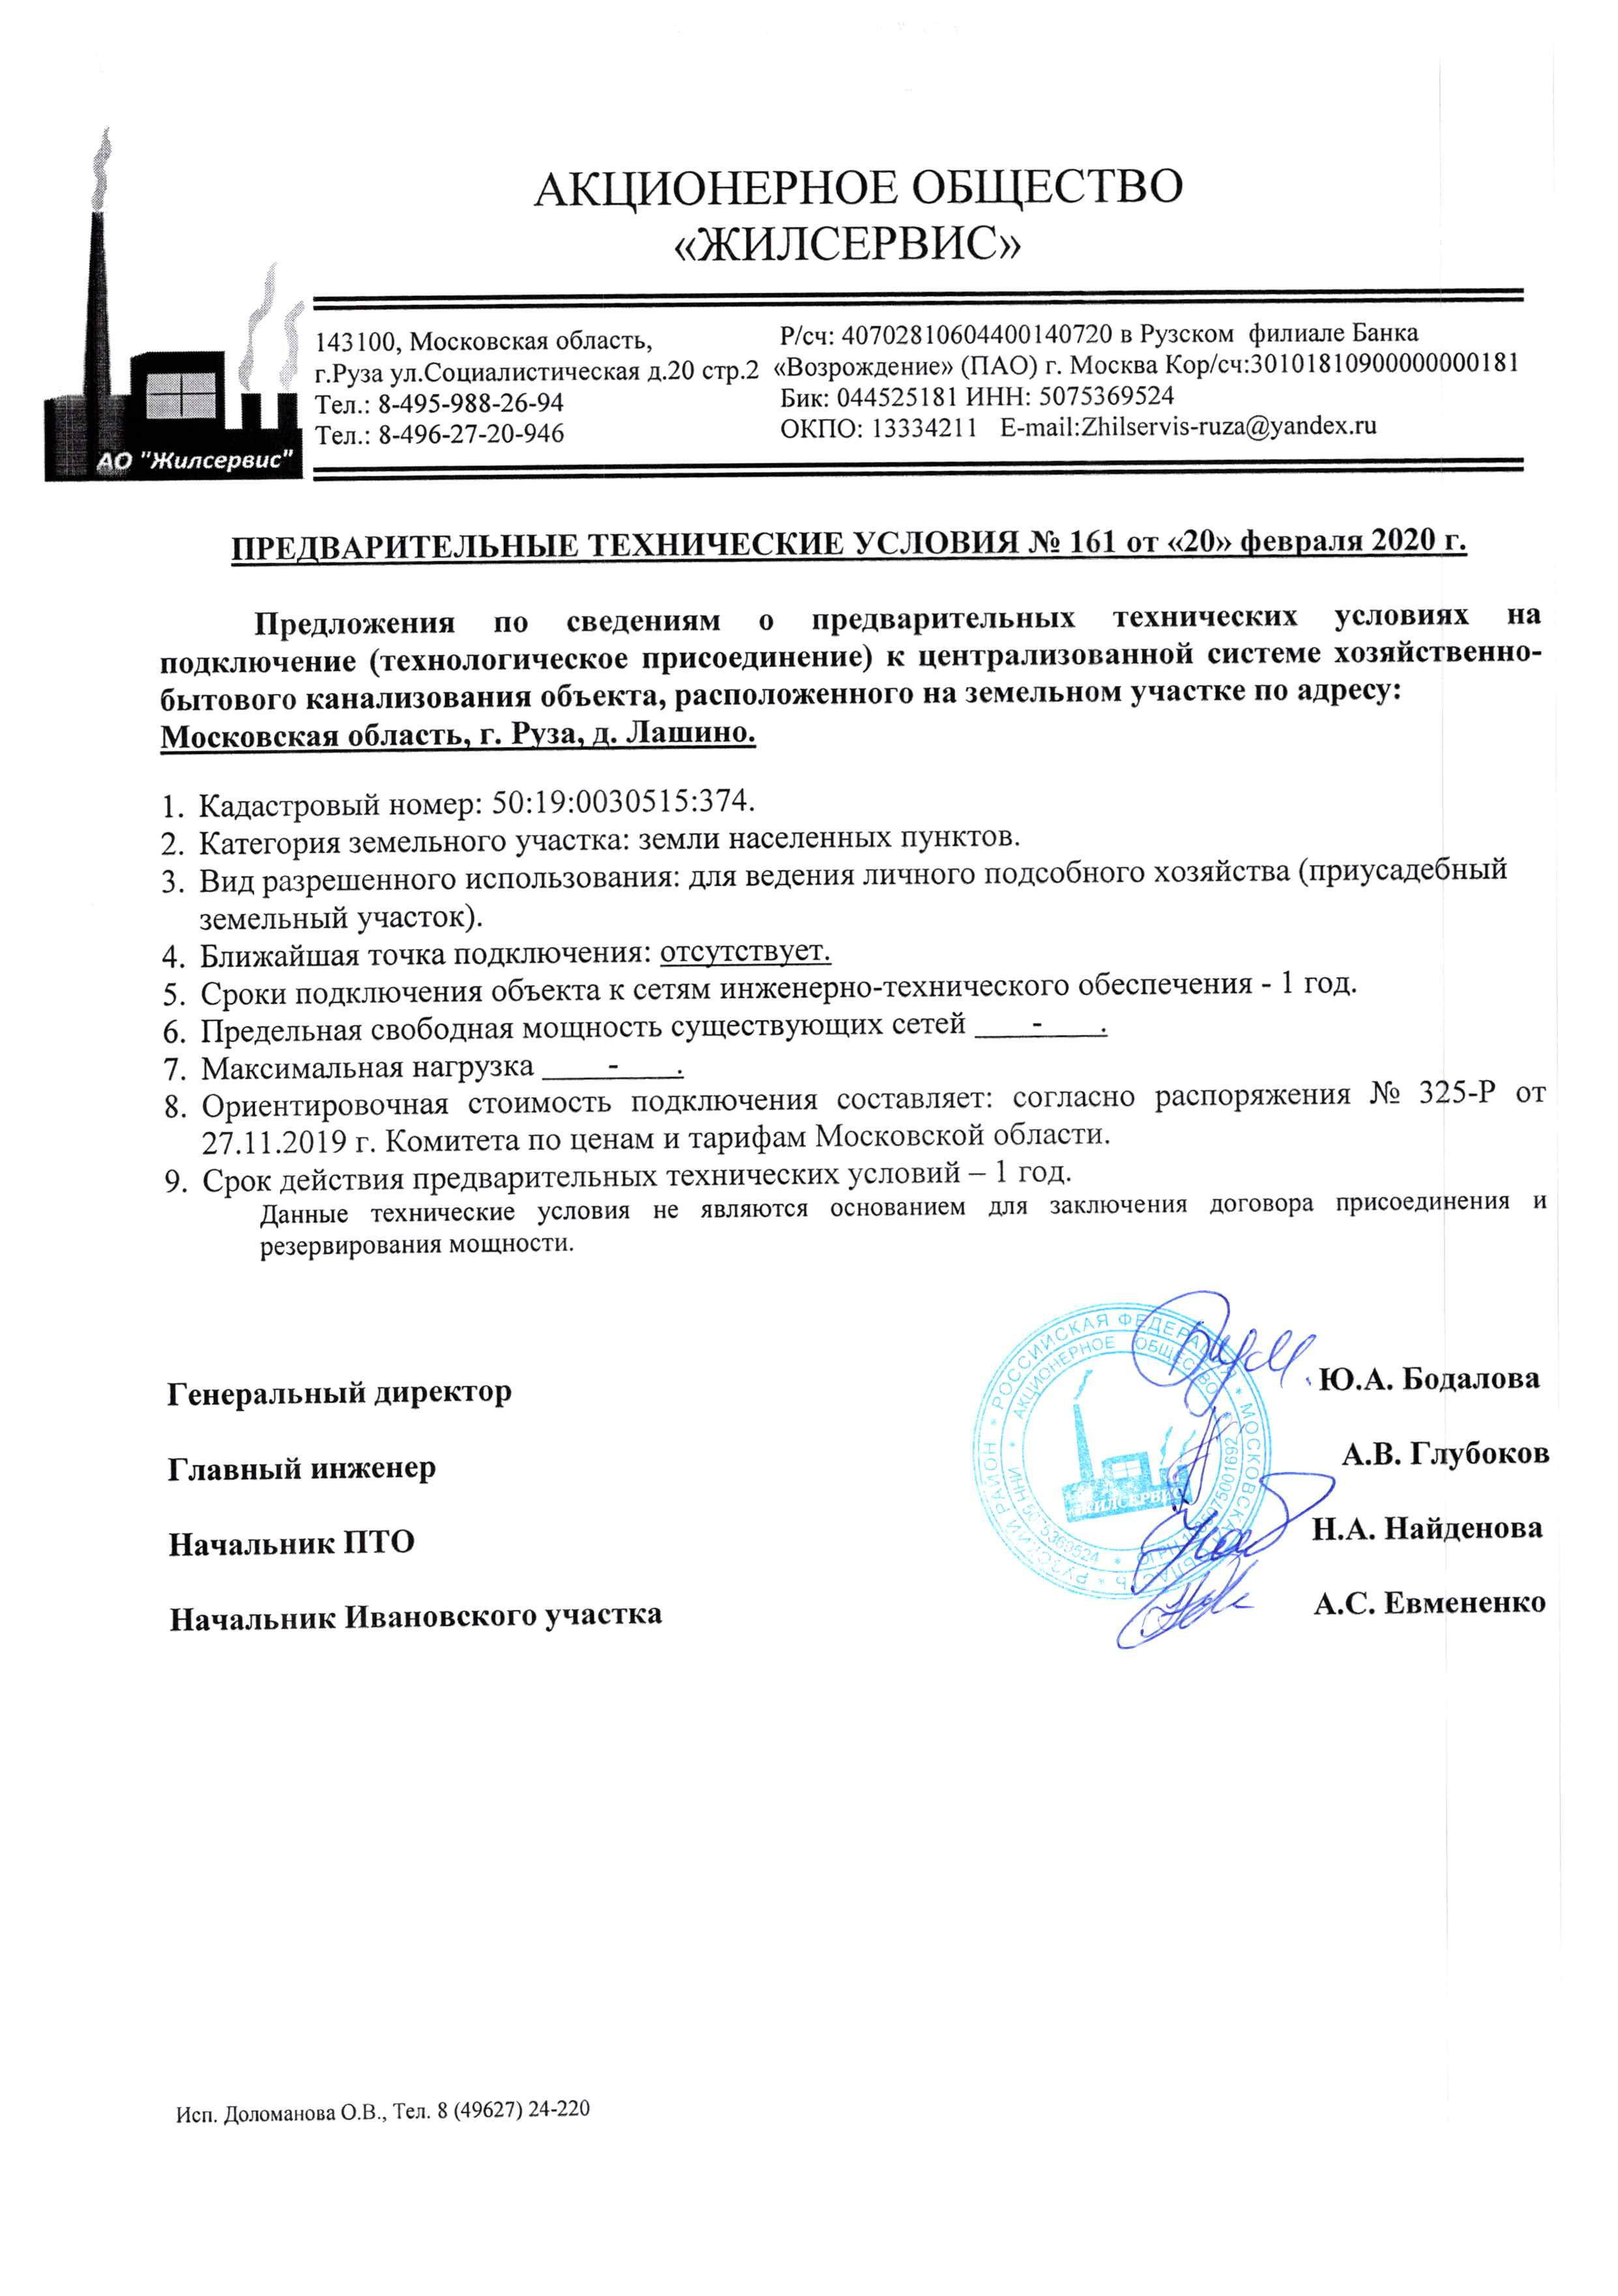 АКЦИОНЕРНОЕ ОБЩЕСТВО
«ЖИЛСЕРВИС»
АО "Жилсервис"
143100, Московская область,
г.Руза ул.Социалистическая д.20 стр.2
Тел.: 8-495-988-26-94
Тел.: 8-496-27-20-946
Р/сч: 40702810604400140720 в Рузском филиале Банка
«Возрождение» (ПАО) г. Москва Кор/сч:30101810900000000181
Бик: 044525181 ИНН: 5075369524
ОКПО: 13334211 E-mail:Zhilservis-ruza@yandex.ru
ПРЕДВАРИТЕЛЬНЫЕ ТЕХНИЧЕСКИЕ УСЛОВИЯ № 161 от «20» февраля 2020 г.
Предложения по сведениям о предварительных технических условиях на
подключение (технологическое присоединение) к централизованной системе хозяйственно-
бытового канализования объекта, расположенного на земельном участке по адресу:
Московская область, г. Руза, д. Лашино.
1. Кадастровый номер: 50:19:0030515:374.
2. Категория земельного участка: земли населенных пунктов.
3. Вид разрешенного использования: для ведения личного подсобного хозяйства (приусадебный
земельный участок).
4. Ближайшая точка подключения: отсутствует.
5. Сроки подключения объекта к сетям инженерно-технического обеспечения - 1 год.
6. Предельная свободная мощность существующих сетей ____-____.
7. Максимальная нагрузка ____-____.
8. Ориентировочная стоимость подключения составляет: согласно распоряжения № 325-Р от
27.11.2019 г. Комитета по ценам и тарифам Московской области.
9. Срок действия предварительных технических условий – 1 год.
Данные технические условия не являются основанием для заключения договора присоединения и
резервирования мощности.
Генеральный директор Ю.А. Бодалова
Главный инженер А.В. Глубоков
Начальник ПТО Н.А. Найденова
Начальник Ивановского участка А.С. Евмененко
РОССИЙСКАЯ ФЕДЕРАЦИЯ * МОСКОВСКАЯ ОБЛАСТЬ * РУЗСКИЙ РАЙОН *
АКЦИОНЕРНОЕ ОБЩЕСТВО
ЖИЛСЕРВИС
Исп. Доломанова О.В., Тел. 8 (49627) 24-220